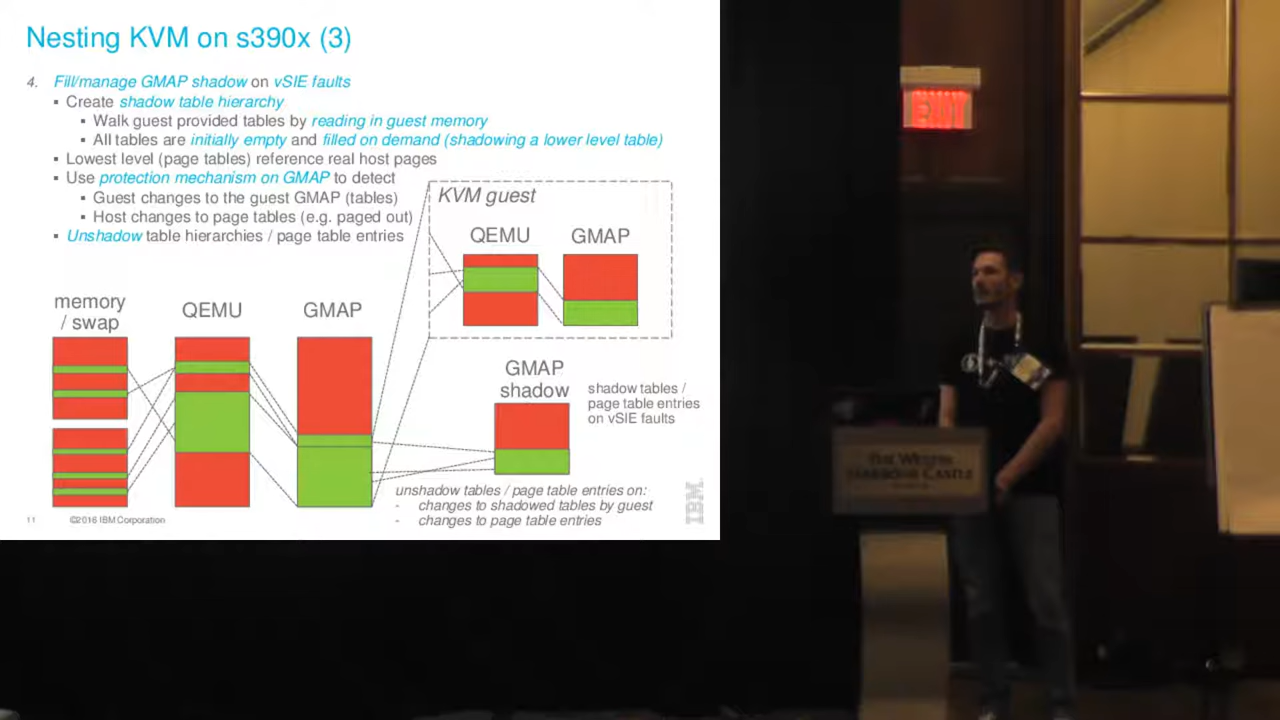 Nesting KVM on s390x (3)
4. Fill/manage GMAP shadow on vSIE faults
▪ Create shadow table hierarchy
▪ Walk guest provided tables by reading in guest memory
▪ All tables are initially empty and filled on demand (shadowing a lower level table)
▪ Lowest level (page tables) reference real host pages
▪ Use protection mechanism on GMAP to detect
▪ Guest changes to the guest GMAP (tables)
▪ Host changes to page tables (e.g. paged out)
▪ Unshadow table hierarchies / page table entries
KVM guest
QEMU
GMAP
memory
/ swap
QEMU
GMAP
GMAP
shadow
shadow tables /
page table entries
on vSIE faults
unshadow tables / page table entries on:
- changes to shadowed tables by guest
- changes to page table entries
11
©2016 IBM Corporation
IBM
EXIT
The Westin
Harbour Castle